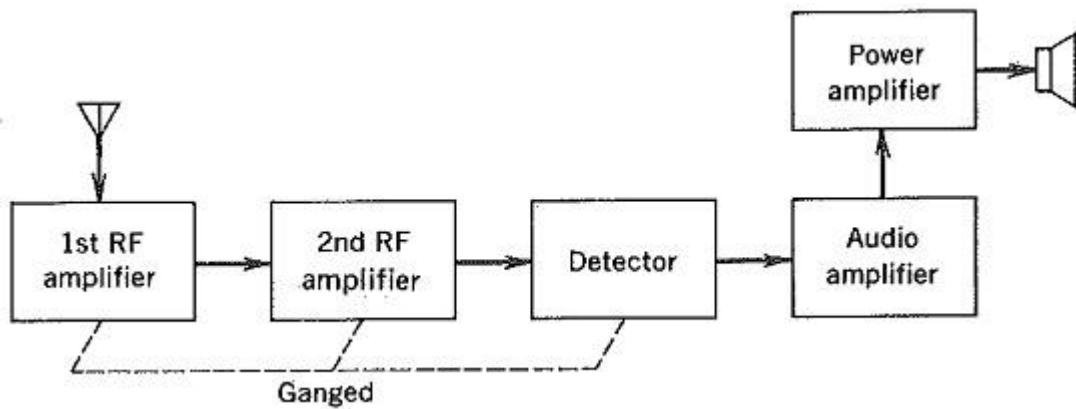 1st RF
amplifier
2nd RF
amplifier
Detector
Audio
amplifier
Power
amplifier
Ganged